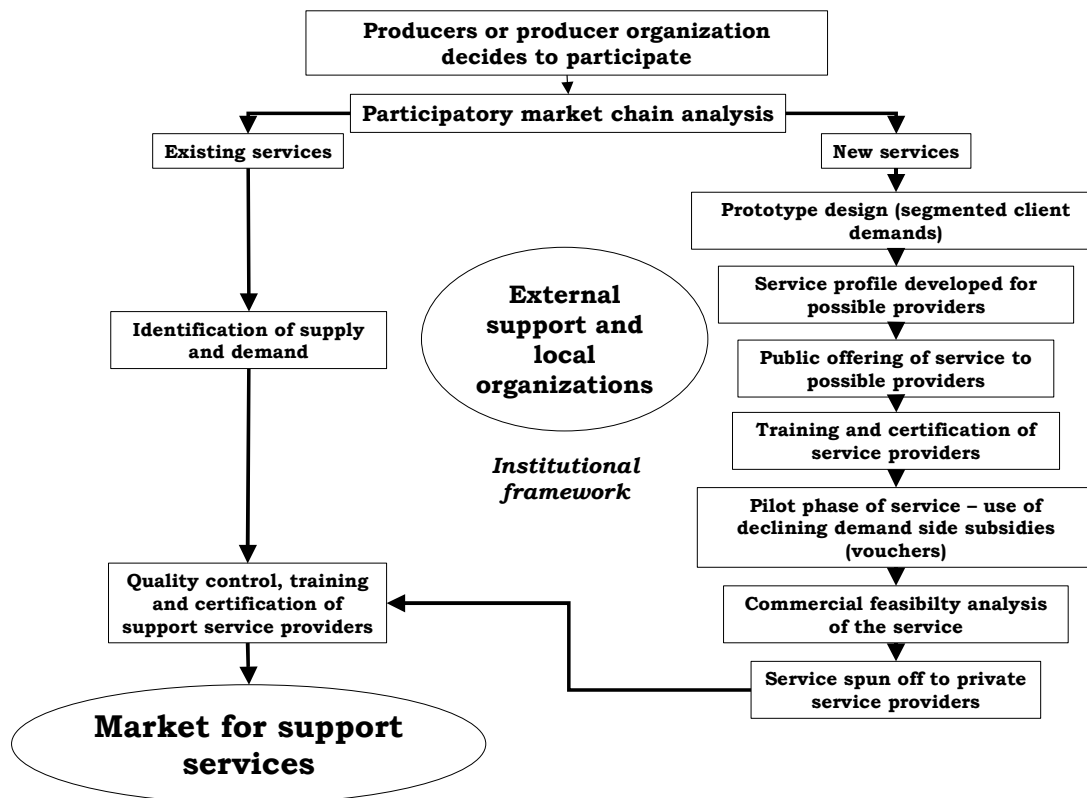 Producers or producer organization
decides to participate
Participatory market chain analysis
Existing services
New services
Prototype design (segmented client
demands)
Service profile developed for
possible providers
External
support and
local
organizations
Identification of supply
and demand
Public offering of service to
possible providers
Training and certification of
service providers
Institutional
framework
Pilot phase of service – use of
declining demand side subsidies
(vouchers)
Quality control, training
and certification of
support service providers
Commercial feasibilty analysis
of the service
Service spun off to private
service providers
Market for support
services